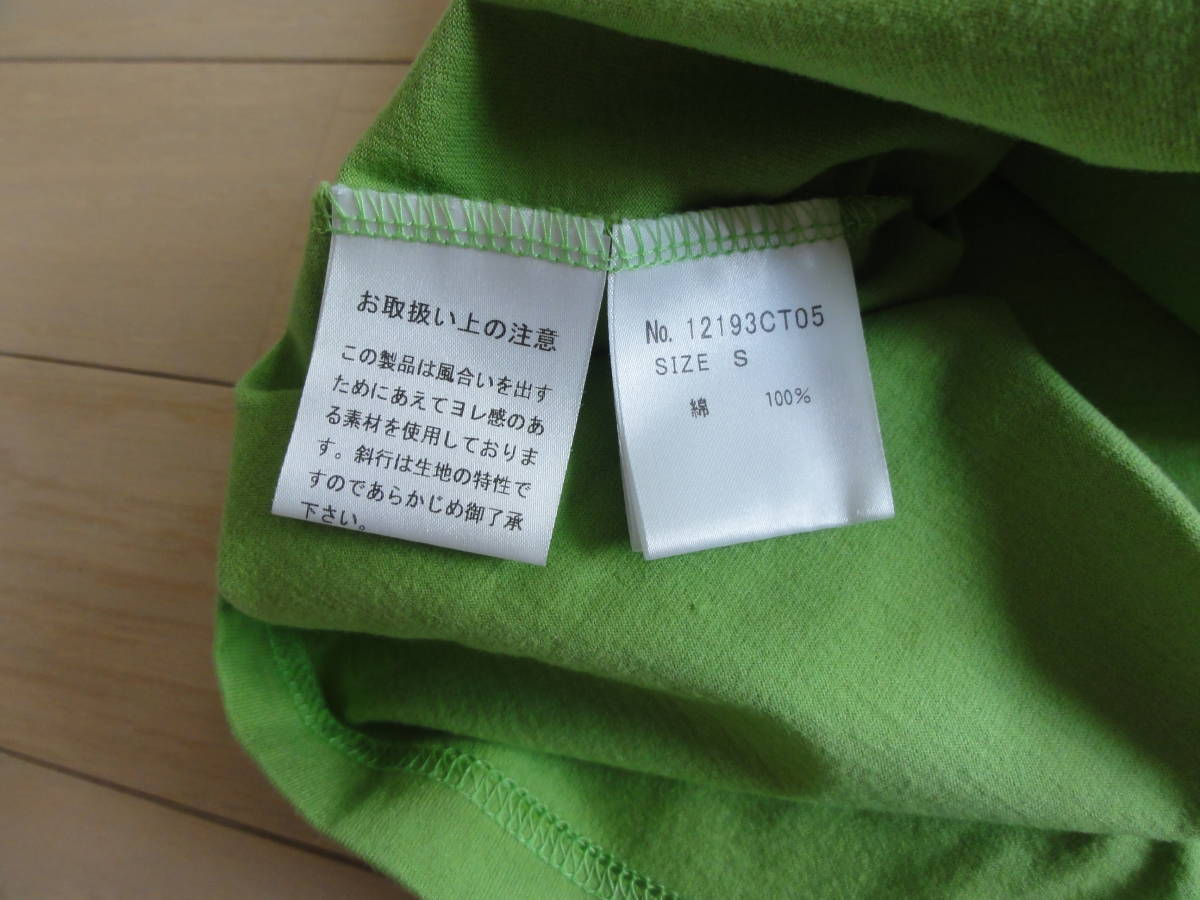 お取扱い上の注意
この製品は風合いを出す
ためにあえてヨレ感のあ
る素材を使用しておりま
す。斜行は生地の特性で
すのであらかじめ御了承
下さい。
No. 12193CT05
SIZE S
綿 100%